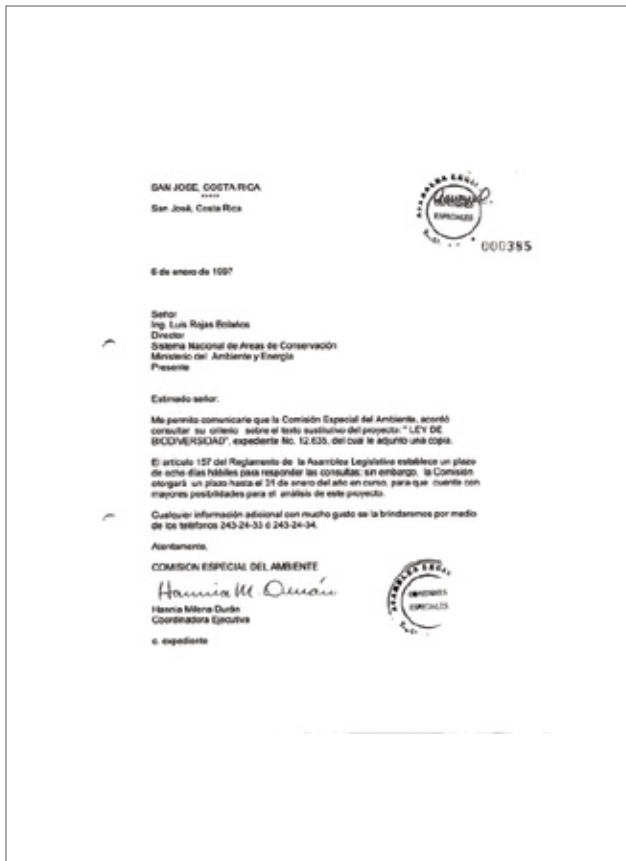 SAN JOSE, COSTA RICA
*****
San José, Costa Rica
ESPECIALES
000385
6 de enero de 1997
Señor
Ing. Luis Rojas Bolaños
Director
Sistema Nacional de Areas de Conservación
Ministerio del Ambiente y Energía
Presente
Estimado señor:
Me permito comunicarle que la Comisión Especial del Ambiente, acordó
consultar su criterio sobre el texto sustitutivo del proyecto: " LEY DE
BIODIVERSIDAD", expediente No. 12.635, del cual le adjunto una copia.
El artículo 157 del Reglamento de la Asamblea Legislativa establece un plazo
de ocho días hábiles para responder las consultas; sin embargo, la Comisión
otorgará un plazo hasta el 31 de enero del año en curso, para que cuente con
mayores posibilidades para el análisis de este proyecto.
Cualquier información adicional con mucho gusto se la brindaremos por medio
de los teléfonos 243-24-33 ó 243-24-34.
Atentamente,
COMISION ESPECIAL DEL AMBIENTE
Hannia M. Durán
Hannia Milena Durán
Coordinadora Ejecutiva
ASAMBLEA LEGIS
ESPECIALES
c. expediente